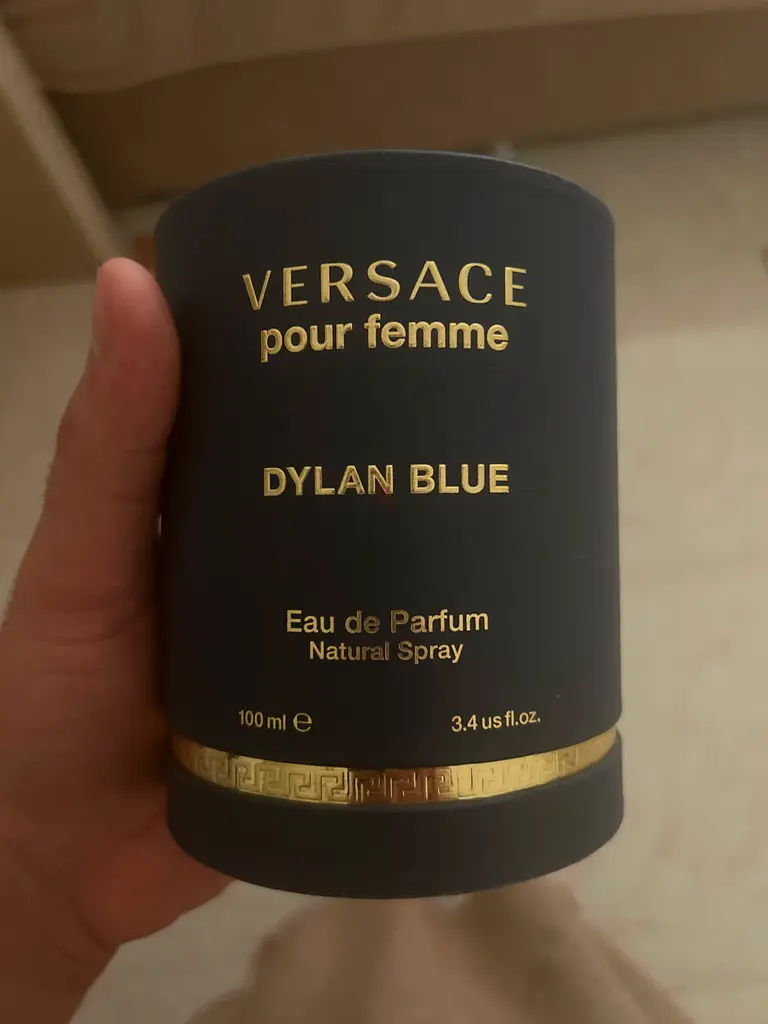 VERSACE
pour femme
DYLAN BLUE
Eau de Parfum
Natural Spray
100 ml ℮
3.4 us fl.oz.